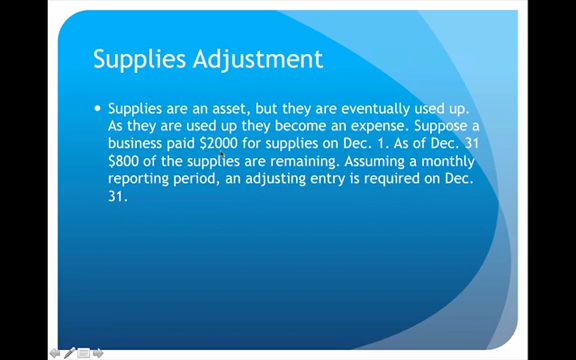 Supplies Adjustment
• Supplies are an asset, but they are eventually used up.
As they are used up they become an expense. Suppose a
business paid $2000 for supplies on Dec. 1. As of Dec. 31
$800 of the supplies are remaining. Assuming a monthly
reporting period, an adjusting entry is required on Dec.
31.